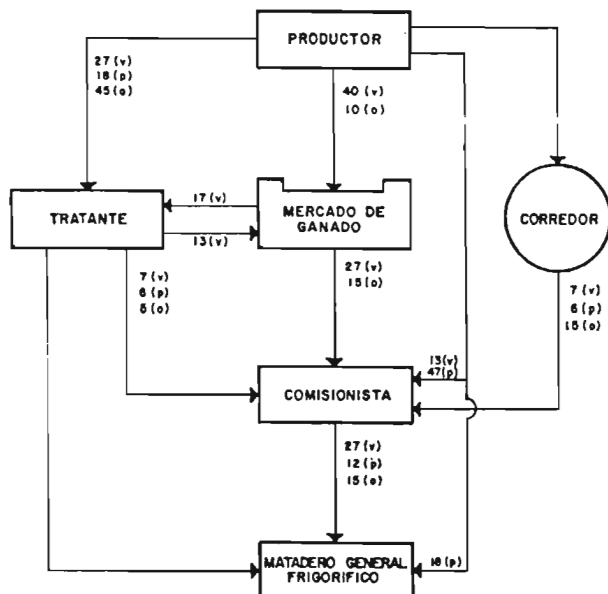 PRODUCTOR
27 (v)
18 (p)
45 (o)
40 (v)
10 (o)
TRATANTE
17 (v)
13 (v)
MERCADO DE
GANADO
CORREDOR
7 (v)
6 (p)
5 (o)
27 (v)
15 (o)
7 (v)
6 (p)
15 (o)
13 (v)
47 (p)
COMISIONISTA
27 (v)
12 (p)
15 (o)
MATADERO GENERAL
FRIGORIFICO
18 (p)